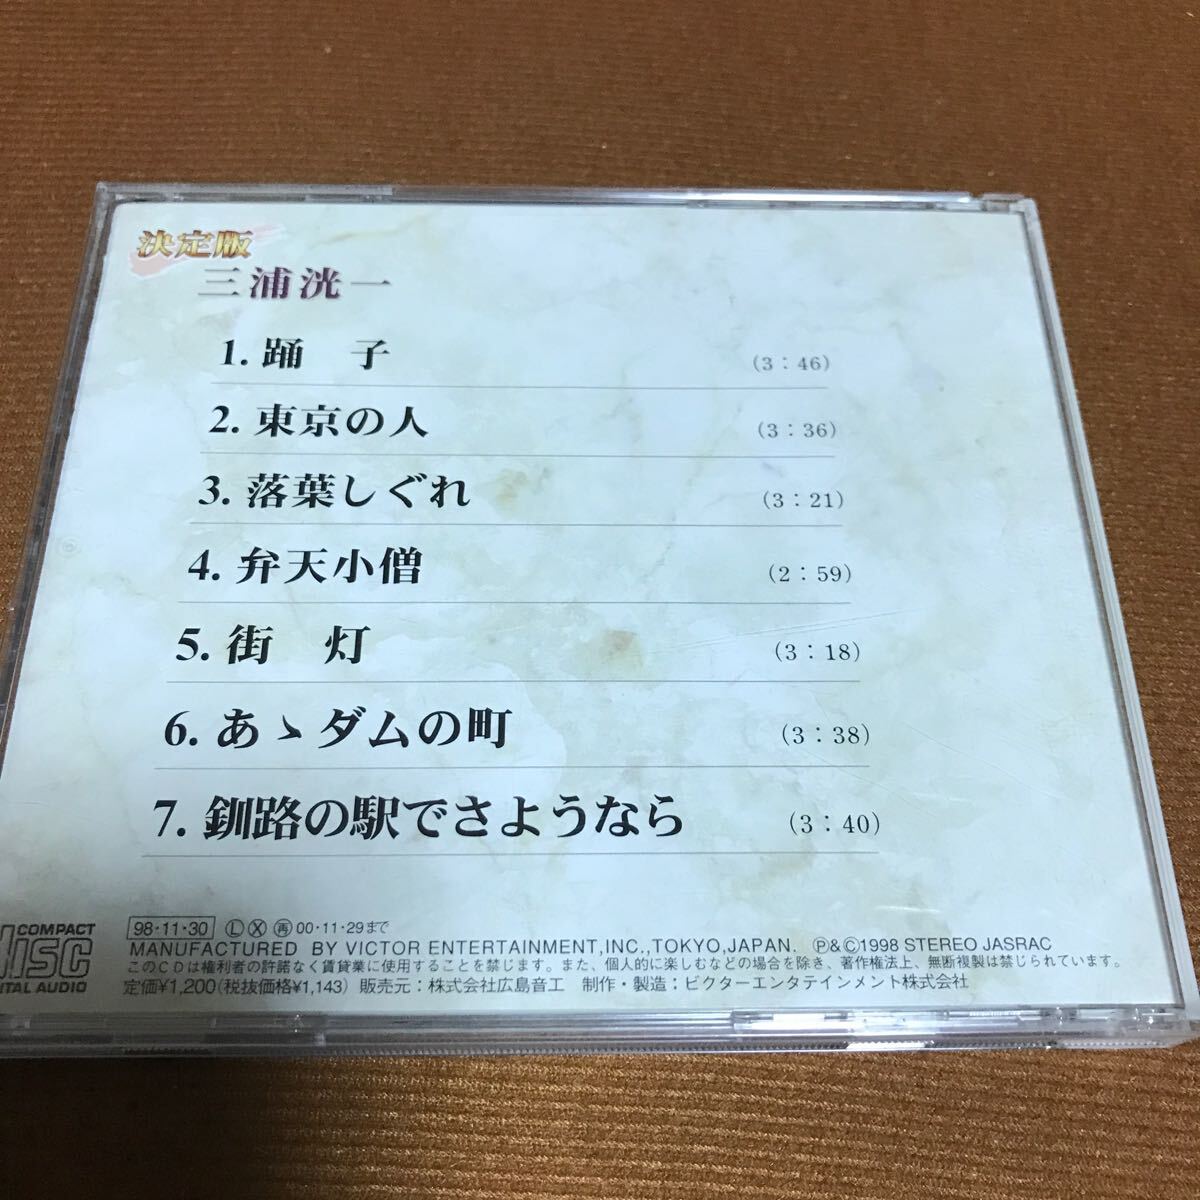 決定版
三浦洸一
1. 踊 子 (3:46)
2. 東京の人 (3:36)
3. 落葉しぐれ (3:21)
4. 弁天小僧 (2:59)
5. 街 灯 (3:18)
6. あゝダムの町 (3:38)
7. 釧路の駅でさようなら (3:40)
COMPACT
DISC
DIGITAL AUDIO
98・11・30 Ⓛ Ⓧ 再 00・11・29まで
MANUFACTURED BY VICTOR ENTERTAINMENT,INC.,TOKYO,JAPAN. Ⓟ&Ⓒ1998 STEREO JASRAC
このCDは権利者の許諾なく賃貸業に使用することを禁じます。また、個人的に楽しむなどの場合を除き、著作権法上、無断複製は禁じられています。
定価¥1,200(税抜価格¥1,143) 販売元:株式会社広島音工 制作・製造:ビクターエンタテインメント株式会社